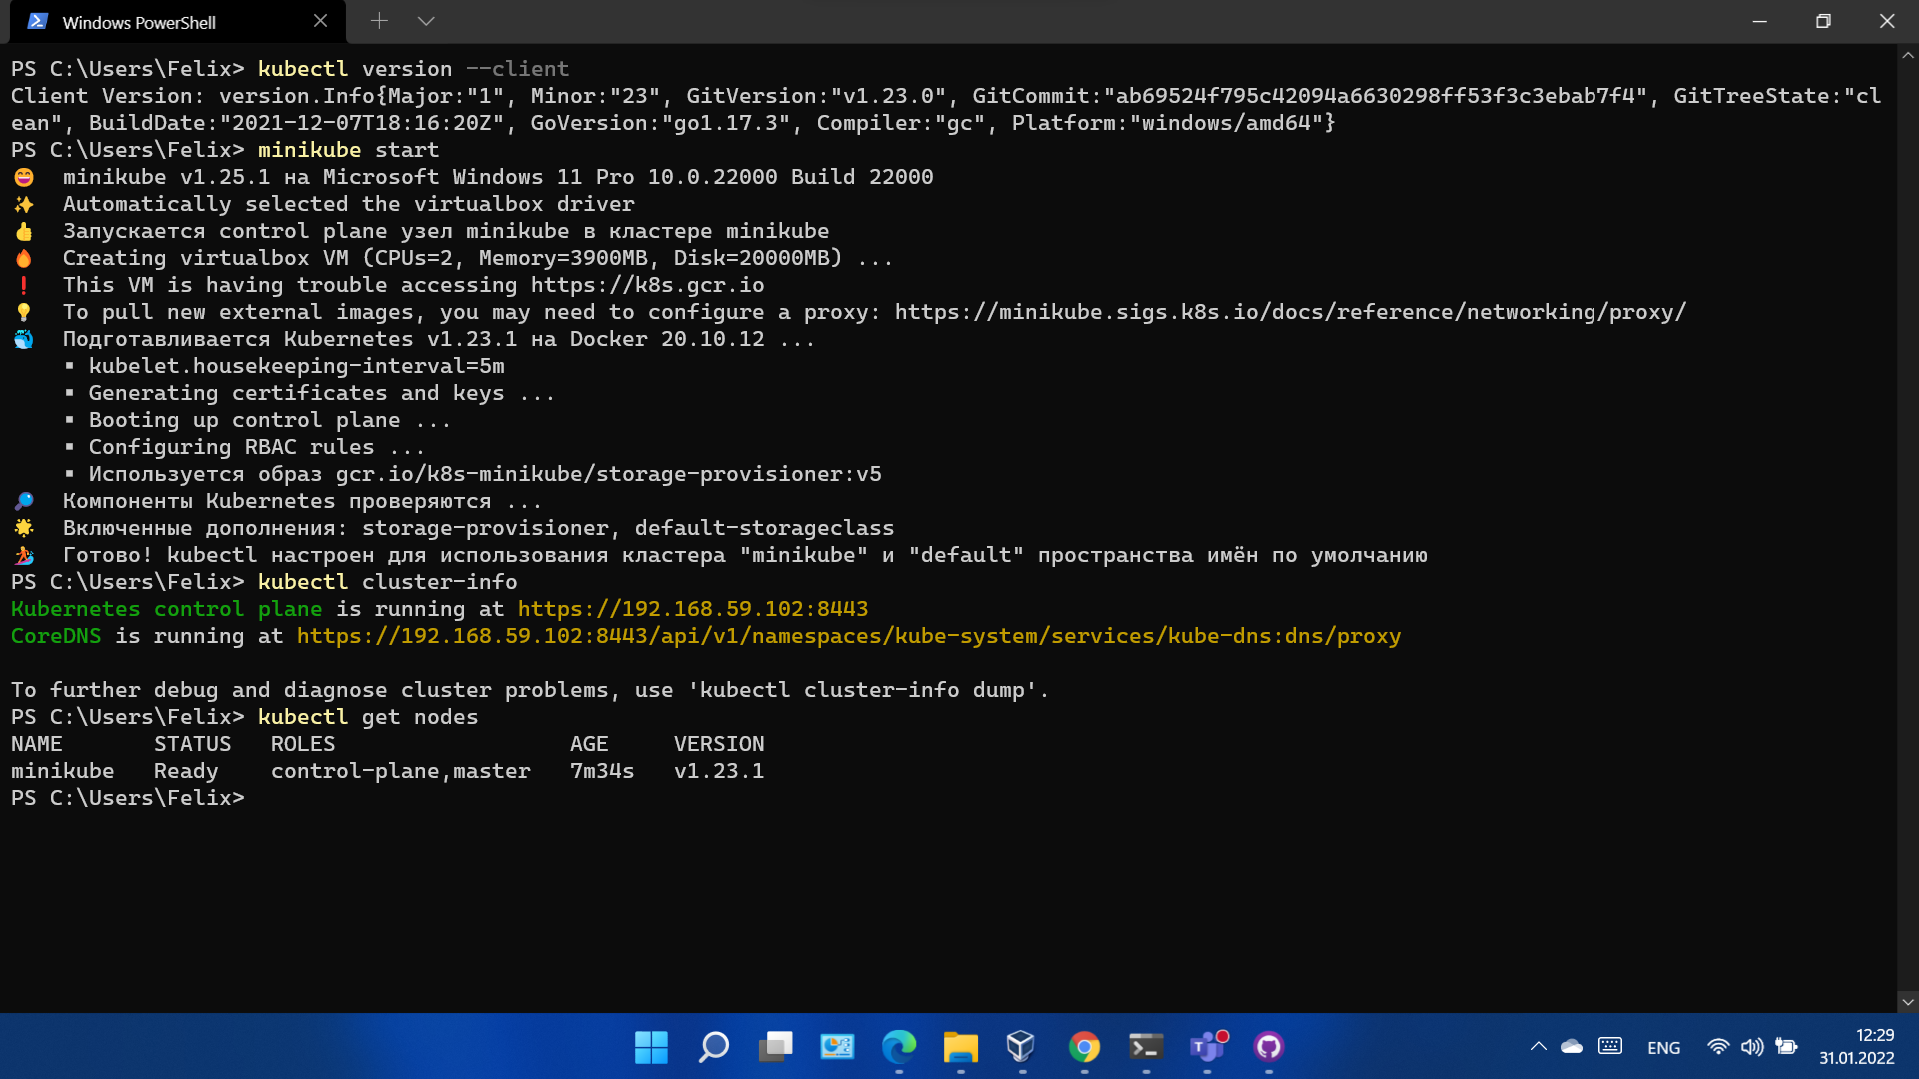 Windows PowerShell
PS C:\Users\Felix> kubectl version --client
Client Version: version.Info{Major:"1", Minor:"23", GitVersion:"v1.23.0", GitCommit:"ab69524f795c42094a6630298ff53f3c3ebab7f4", GitTreeState:"cl
ean", BuildDate:"2021-12-07T18:16:20Z", GoVersion:"go1.17.3", Compiler:"gc", Platform:"windows/amd64"}
PS C:\Users\Felix> minikube start
😄  minikube v1.25.1 на Microsoft Windows 11 Pro 10.0.22000 Build 22000
✨  Automatically selected the virtualbox driver
👍  Запускается control plane узел minikube в кластере minikube
🔥  Creating virtualbox VM (CPUs=2, Memory=3900MB, Disk=20000MB) ...
❗  This VM is having trouble accessing https://k8s.gcr.io
💡  To pull new external images, you may need to configure a proxy: https://minikube.sigs.k8s.io/docs/reference/networking/proxy/
🐳  Подготавливается Kubernetes v1.23.1 на Docker 20.10.12 ...
▪ kubelet.housekeeping-interval=5m
▪ Generating certificates and keys ...
▪ Booting up control plane ...
▪ Configuring RBAC rules ...
▪ Используется образ gcr.io/k8s-minikube/storage-provisioner:v5
🔎  Компоненты Kubernetes проверяются ...
🌟  Включенные дополнения: storage-provisioner, default-storageclass
🏄  Готово! kubectl настроен для использования кластера "minikube" и "default" пространства имён по умолчанию
PS C:\Users\Felix> kubectl cluster-info
Kubernetes control plane is running at https://192.168.59.102:8443
CoreDNS is running at https://192.168.59.102:8443/api/v1/namespaces/kube-system/services/kube-dns:dns/proxy
To further debug and diagnose cluster problems, use 'kubectl cluster-info dump'.
PS C:\Users\Felix> kubectl get nodes
NAME       STATUS   ROLES                  AGE     VERSION
minikube   Ready    control-plane,master   7m34s   v1.23.1
PS C:\Users\Felix>
ENG
12:29
31.01.2022